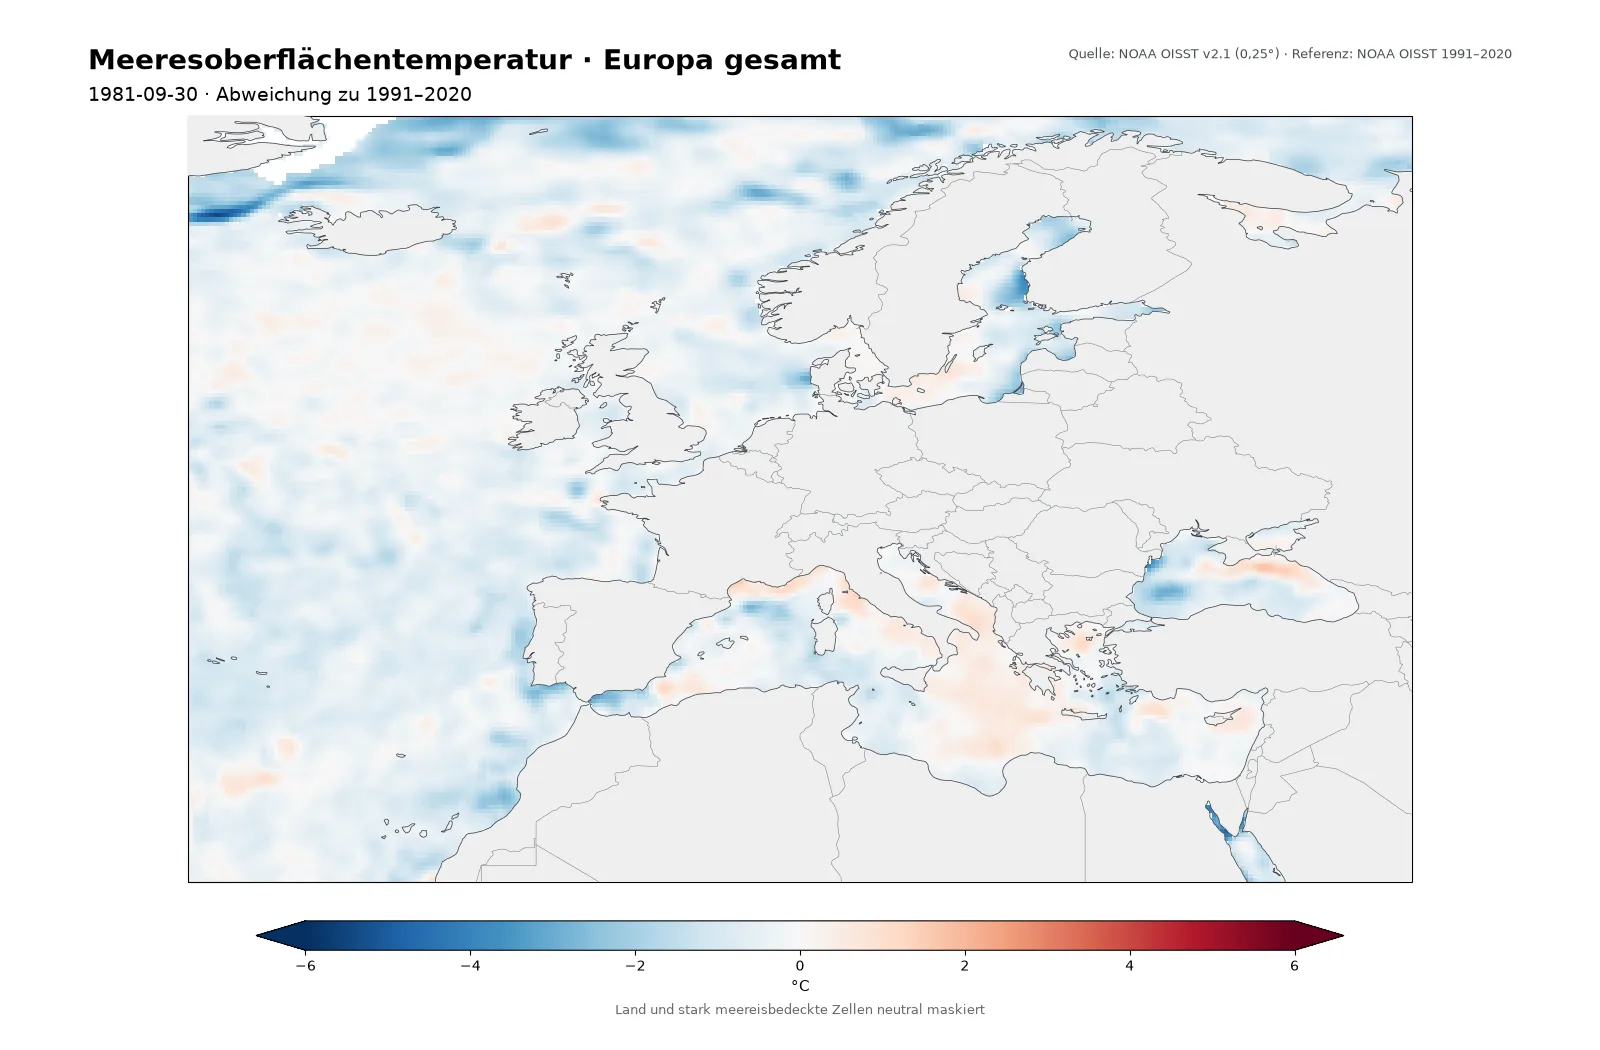 Meeresoberflächentemperatur · Europa gesamt
Quelle: NOAA OISST v2.1 (0,25°) · Referenz: NOAA OISST 1991–2020
1981-09-30 · Abweichung zu 1991–2020
−6 −4 −2 0 2 4 6
°C
Land und stark meereisbedeckte Zellen neutral maskiert